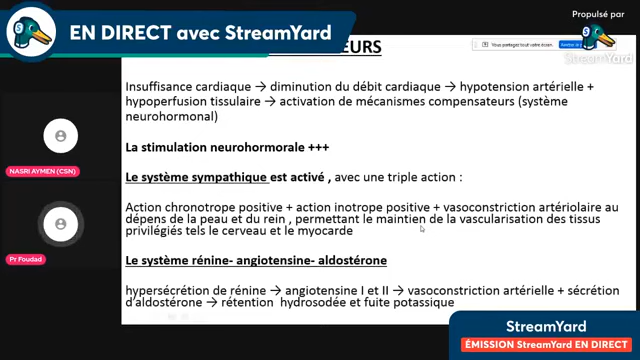 EN DIRECT avec StreamYard
Propulsé par
StreamYard
EURS
Insuffisance cardiaque → diminution du débit cardiaque → hypotension artérielle +
hypoperfusion tissulaire → activation de mécanismes compensateurs (système
neurohormonal)
La stimulation neurohormorale +++
Le système sympathique est activé , avec une triple action :
Action chronotrope positive + action inotrope positive + vasoconstriction artériolaire au
dépens de la peau et du rein , permettant le maintien de la vascularisation des tissus
privilégiés tels le cerveau et le myocarde
Le système rénine- angiotensine- aldostérone
hypersécrétion de rénine → angiotensine I et II → vasoconstriction artérielle + sécrétion
d'aldostérone → rétention hydrosodée et fuite potassique
NASRI AYMEN (CSN)
Pr Foudad
StreamYard
ÉMISSION StreamYard EN DIRECT